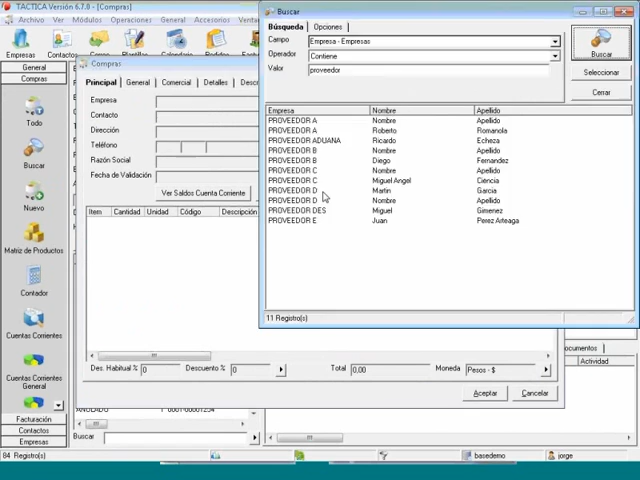 TACTICA Versión 6.7.0 - [Compras]
Archivo Ver Módulos Operaciones General Accesorios
Empresas Contactos Plantillas Calendario Pedidos
General
Compras
Todo
Buscar
Nuevo
Matriz de Productos
Contador
Cuentas Corrientes
Cuentas Corrientes
General
Facturación
Contactos
Empresas
Compras
Principal General Comercial Detalles
Empresa
Contacto
Dirección
Teléfono
Razón Social
Fecha de Validación
Ver Saldos Cuenta Corriente
Item Cantidad Unidad Código Descripción
Des. Habitual % 0 Descuento % 0 Total 0,00 Moneda Pesos - $
Aceptar Cancelar
Buscar
Búsqueda Opciones
Campo Empresa - Empresas
Operador Contiene
Valor proveedor
Buscar
Seleccionar
Cerrar
Empresa Nombre Apellido
PROVEEDOR A Nombre Apellido
PROVEEDOR A Roberto Romanola
PROVEEDOR ADUANA Ricardo Echeza
PROVEEDOR B Nombre Apellido
PROVEEDOR B Diego Fernandez
PROVEEDOR C Nombre Apellido
PROVEEDOR C Miguel Angel Ciencia
PROVEEDOR D Martin Garcia
PROVEEDOR D Nombre Apellido
PROVEEDOR DES Miguel Gimenez
PROVEEDOR E Juan Perez Arteaga
11 Registro(s)
Actividad
Buscar
84 Registro(s) basedemo jorge